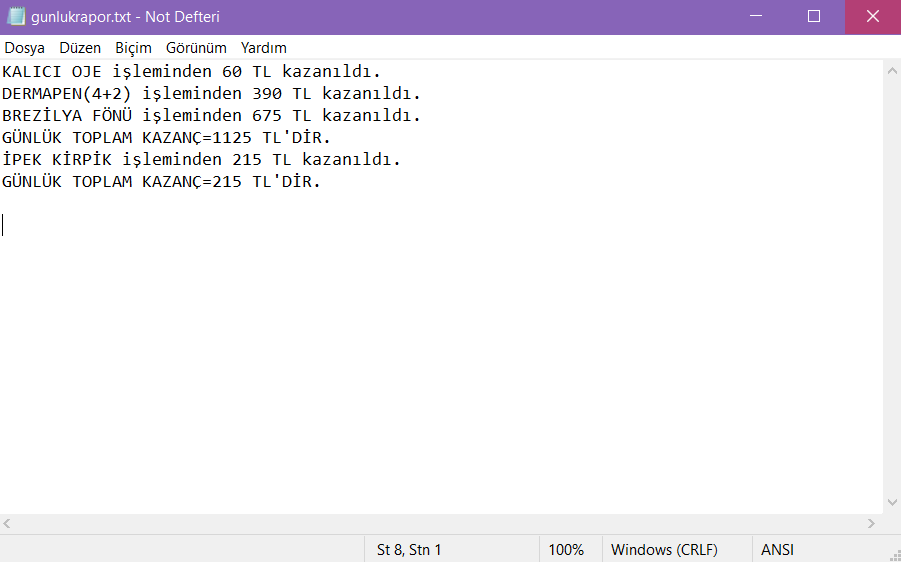 gunlukrapor.txt - Not Defteri
Dosya Düzen Biçim Görünüm Yardım
KALICI OJE işleminden 60 TL kazanıldı.
DERMAPEN(4+2) işleminden 390 TL kazanıldı.
BREZİLYA FÖNÜ işleminden 675 TL kazanıldı.
GÜNLÜK TOPLAM KAZANÇ=1125 TL'DİR.
İPEK KİRPİK işleminden 215 TL kazanıldı.
GÜNLÜK TOPLAM KAZANÇ=215 TL'DİR.
St 8, Stn 1 100% Windows (CRLF) ANSI